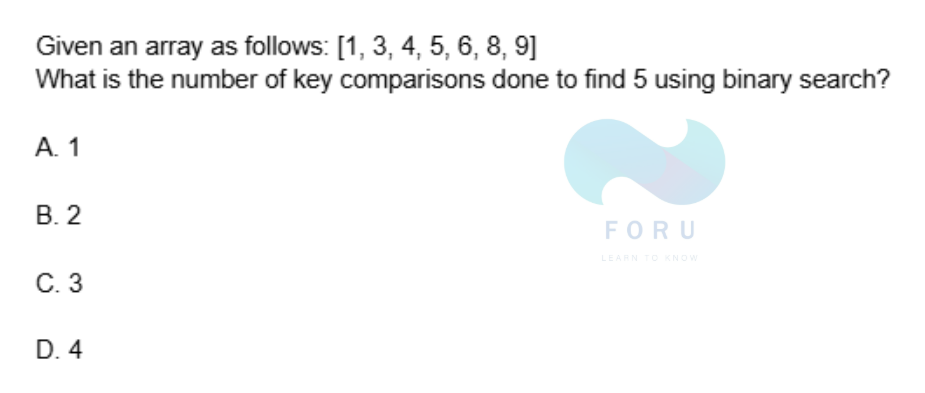 Given an array as follows: [1, 3, 4, 5, 6, 8, 9]
What is the number of key comparisons done to find 5 using binary search?
A. 1
B. 2
FORU
LEARN TO KNOW
C. 3
D. 4